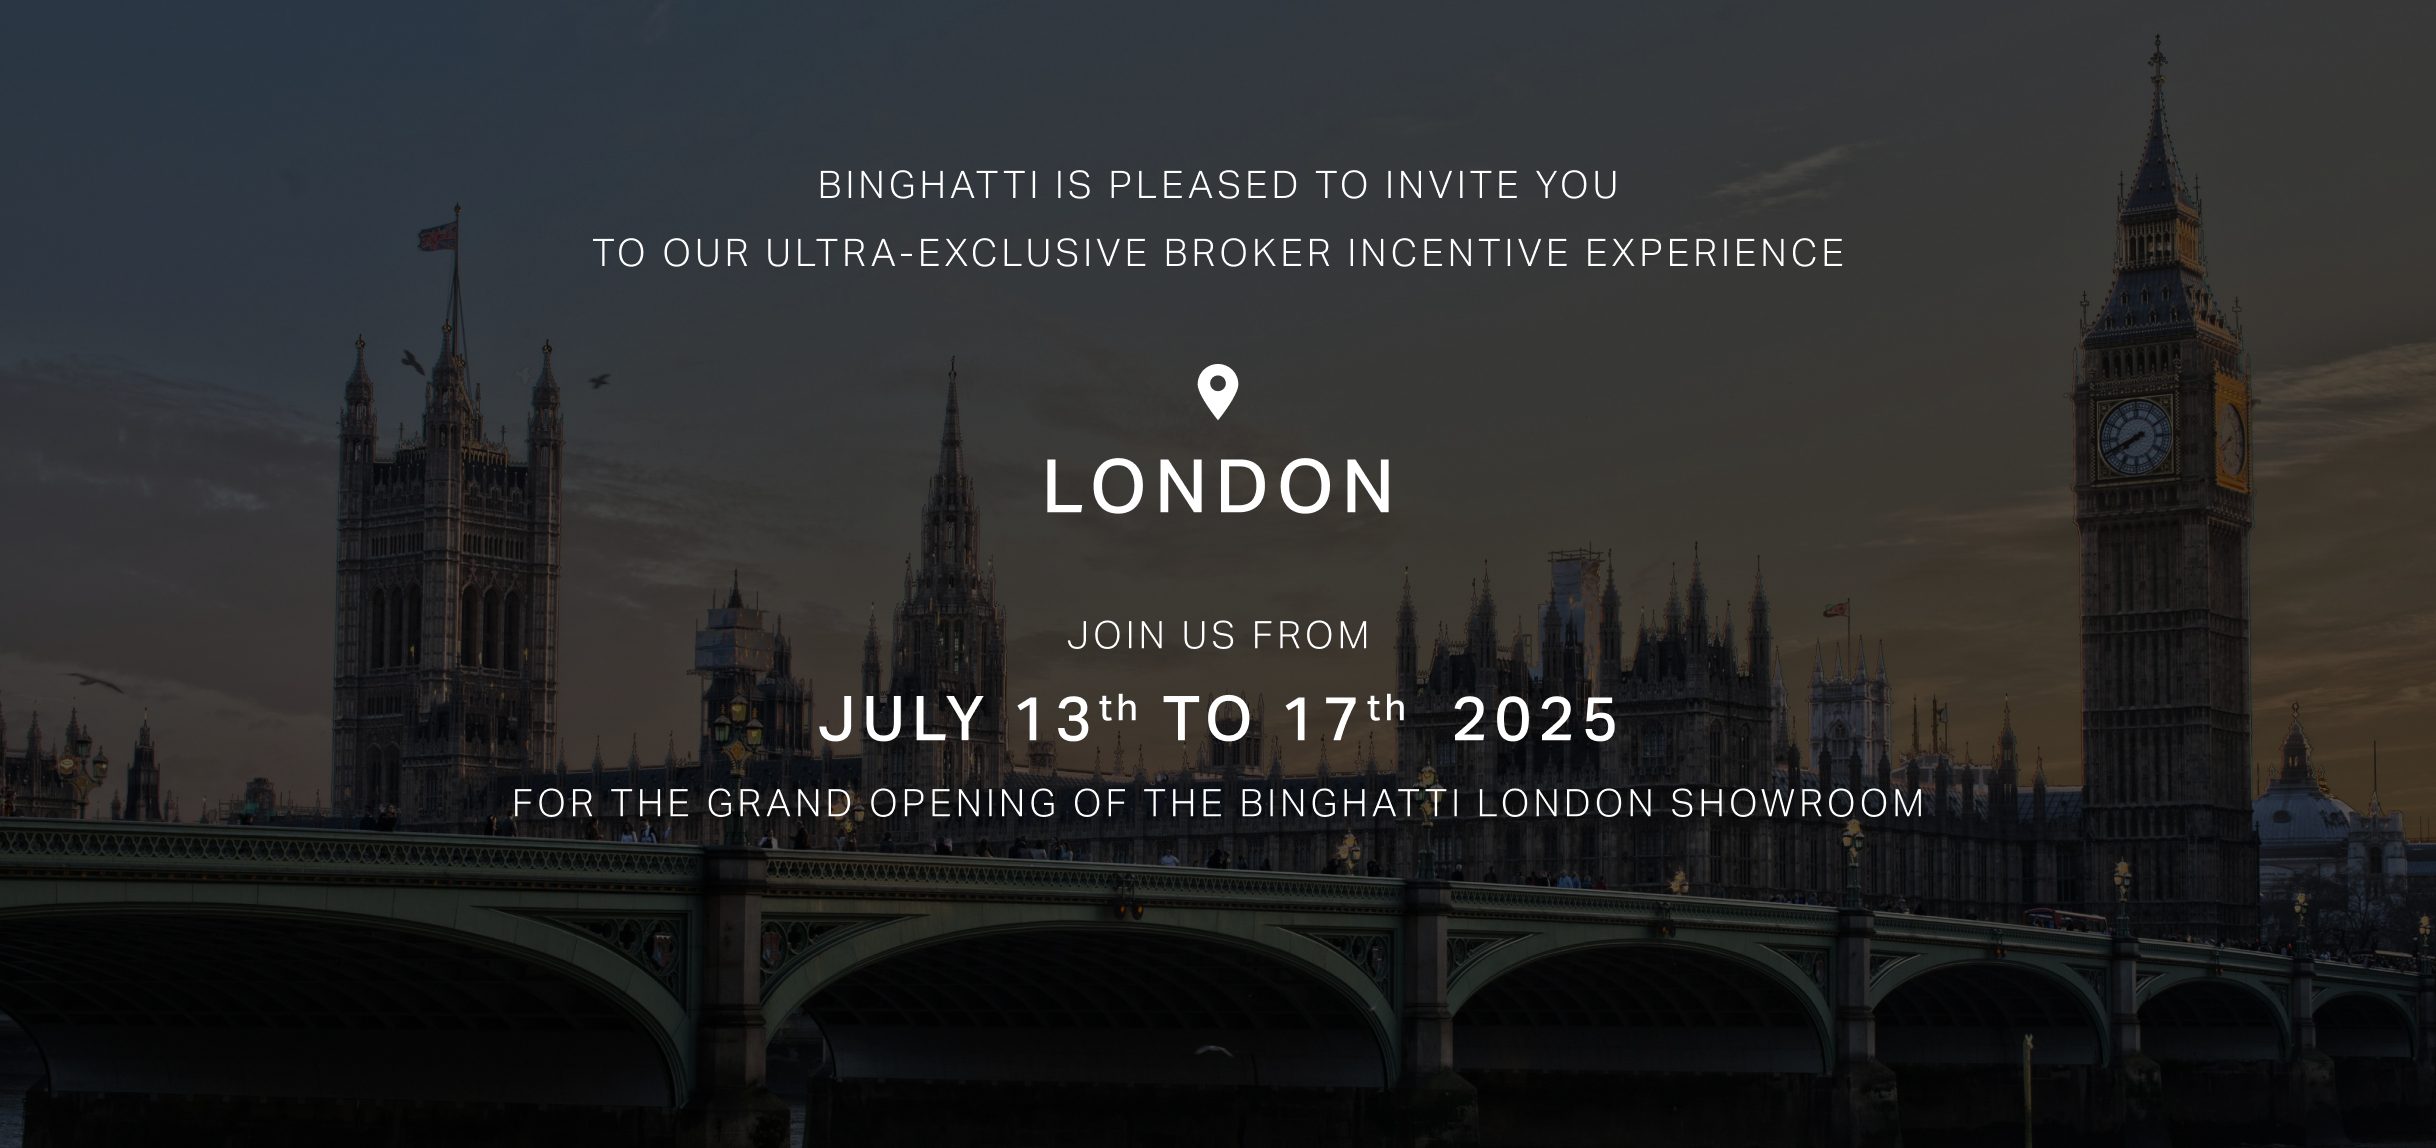 BINGHATTI IS PLEASED TO INVITE YOU
TO OUR ULTRA-EXCLUSIVE BROKER INCENTIVE EXPERIENCE
LONDON
JOIN US FROM
JULY 13th TO 17th 2025
FOR THE GRAND OPENING OF THE BINGHATTI LONDON SHOWROOM